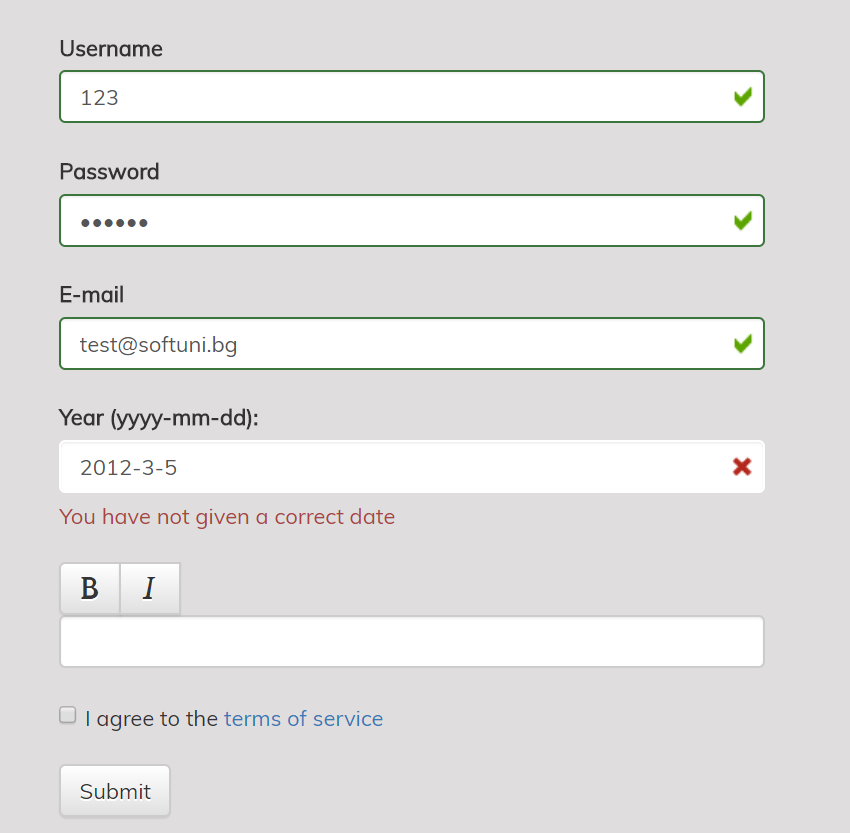 Username
123
Password
••••••
E-mail
test@softuni.bg
Year (yyyy-mm-dd):
2012-3-5
You have not given a correct date
B I
I agree to the terms of service
Submit